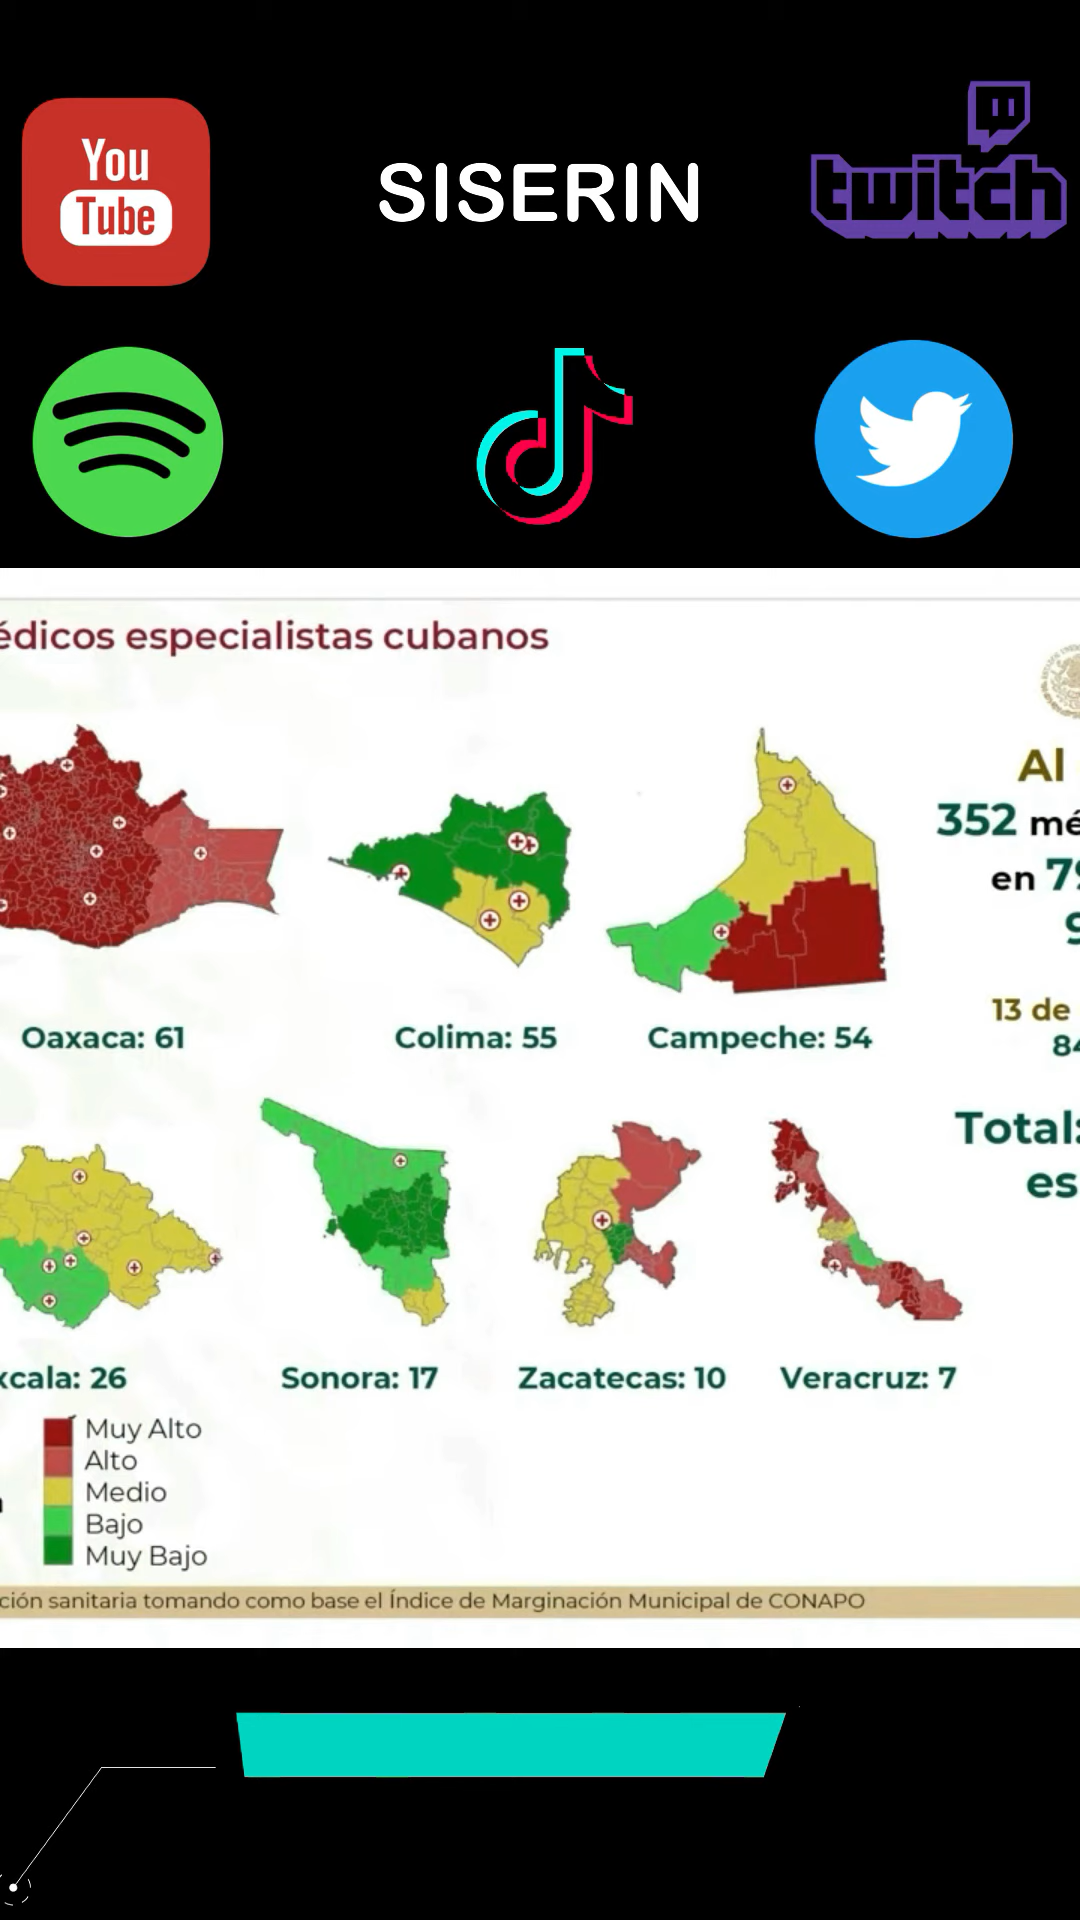 You
Tube
SISERIN
twitch
édicos especialistas cubanos
Al
352 mé
en 79
9
Oaxaca: 61
Colima: 55
Campeche: 54
13 de
84
Total:
es
xcala: 26
Sonora: 17
Zacatecas: 10
Veracruz: 7
Muy Alto
Alto
Medio
Bajo
Muy Bajo
ción sanitaria tomando como base el Índice de Marginación Municipal de CONAPO